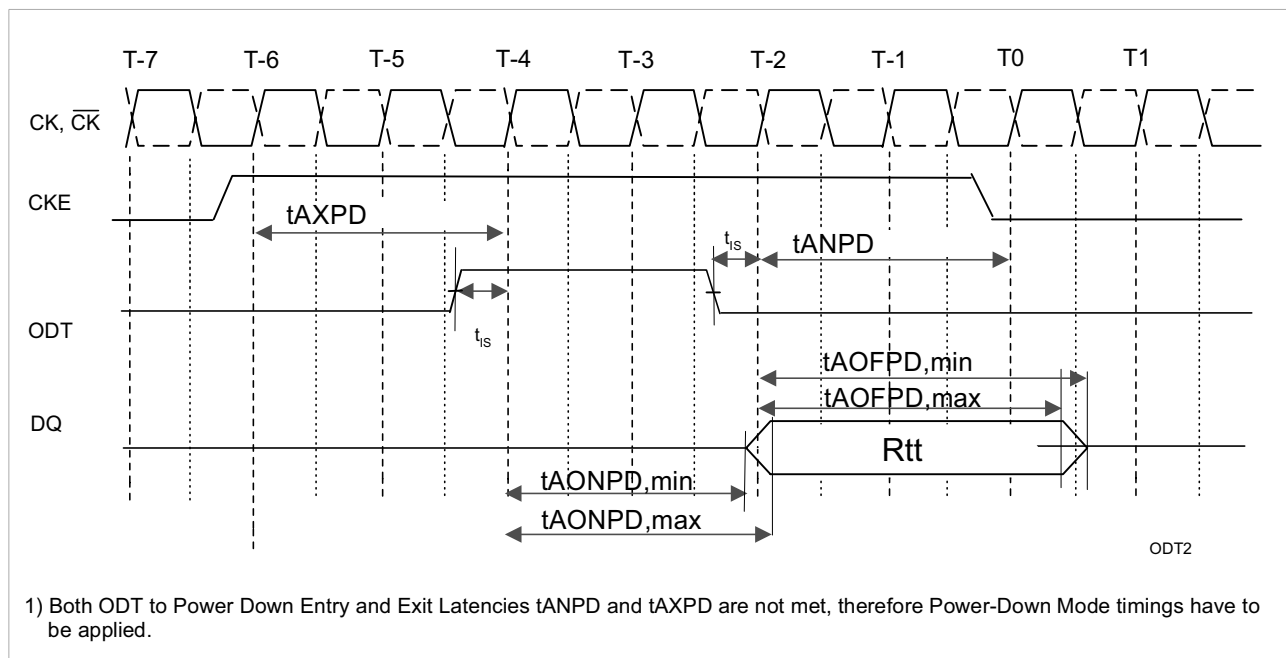 T-7 T-6 T-5 T-4 T-3 T-2 T-1 T0 T1
CK, CK
CKE
tAXPD
tIS
tANPD
ODT
tIS
tAOFPD,min
tAOFPD,max
DQ
Rtt
tAONPD,min
tAONPD,max
ODT2
1) Both ODT to Power Down Entry and Exit Latencies tANPD and tAXPD are not met, therefore Power-Down Mode timings have to
be applied.